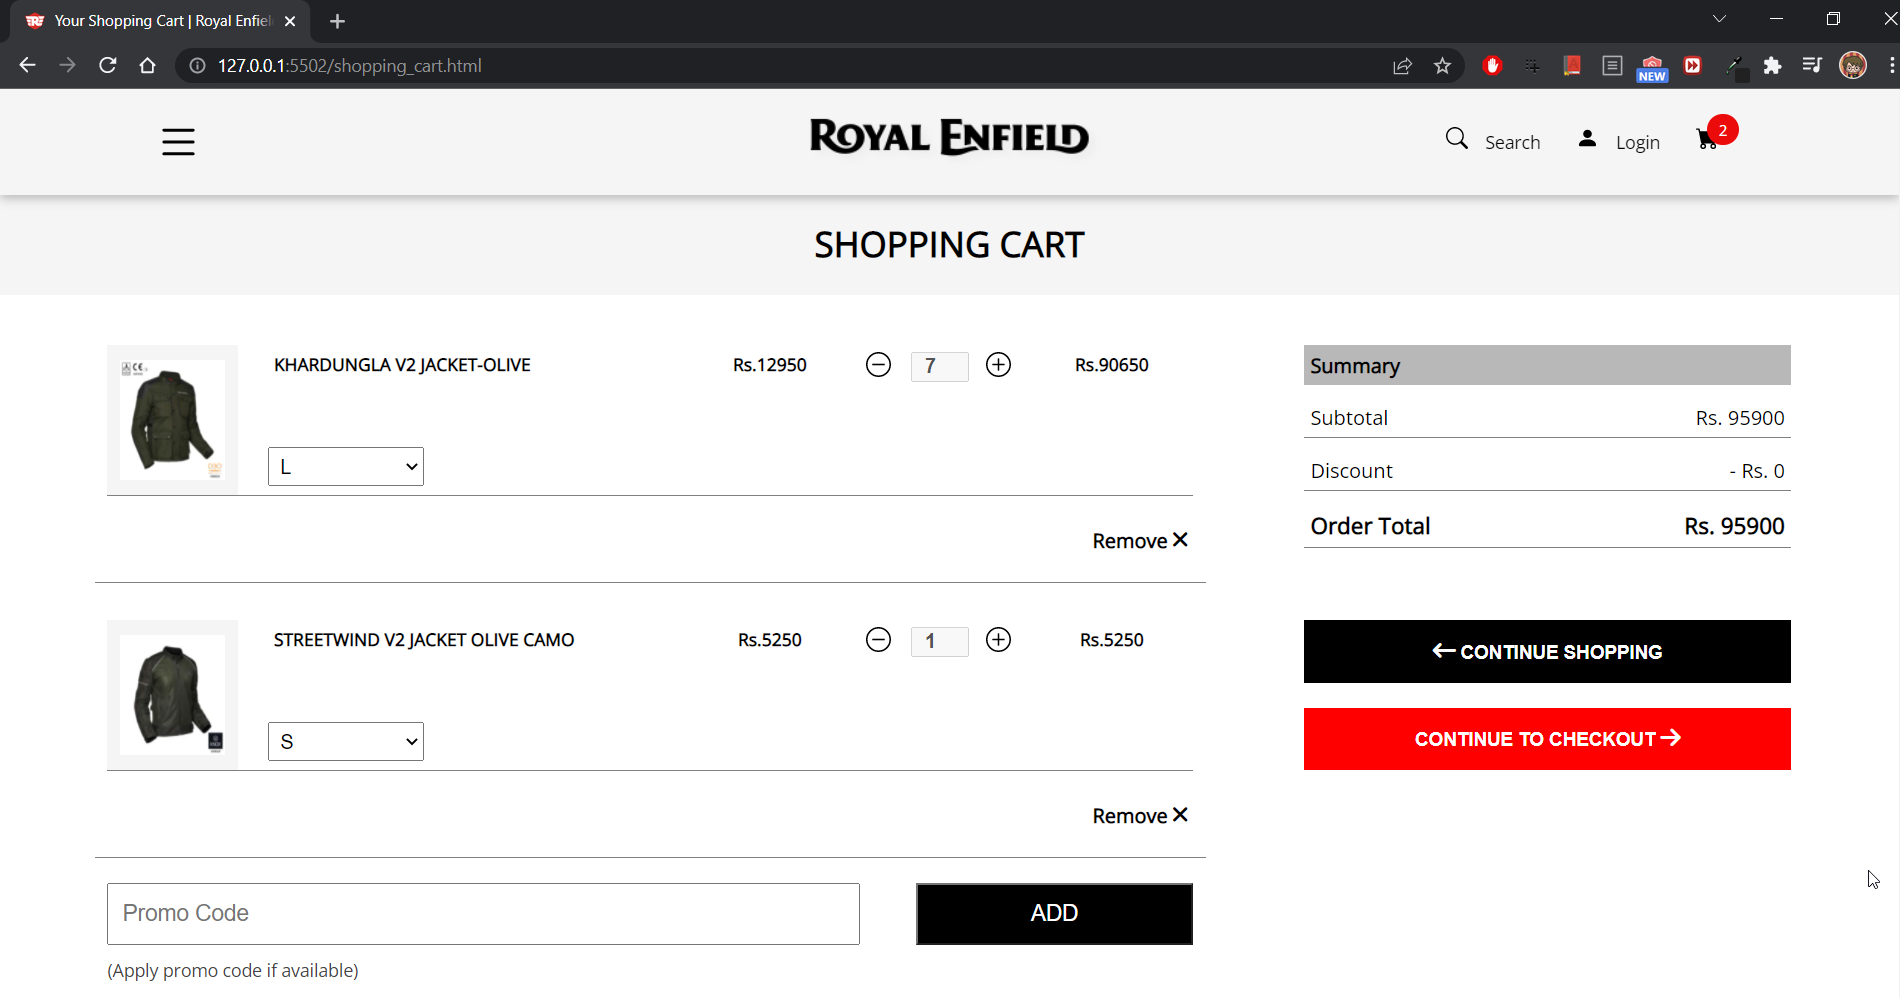 Your Shopping Cart | Royal Enfiel
127.0.0.1:5502/shopping_cart.html
NEW
ROYAL ENFIELD
Search
Login
2
SHOPPING CART
KHARDUNGLA V2 JACKET-OLIVE
Rs.12950
7
Rs.90650
L
Remove
STREETWIND V2 JACKET OLIVE CAMO
Rs.5250
1
Rs.5250
S
Remove
Promo Code
ADD
(Apply promo code if available)
Summary
Subtotal Rs. 95900
Discount - Rs. 0
Order Total Rs. 95900
CONTINUE SHOPPING
CONTINUE TO CHECKOUT